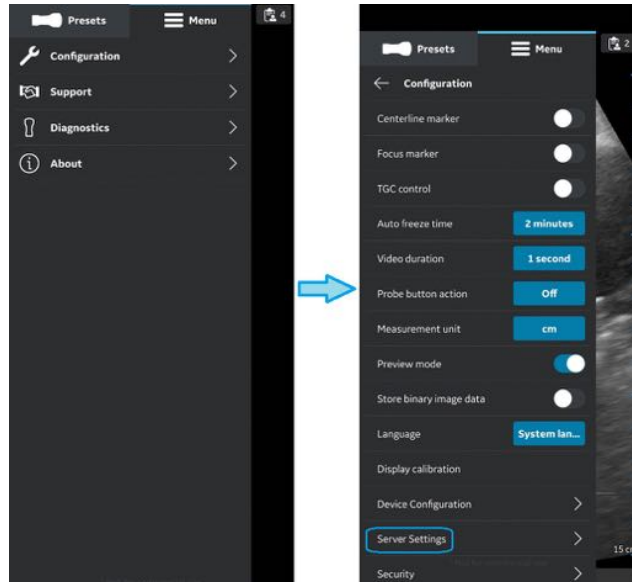 Presets
Menu
4
Configuration
Support
Diagnostics
About
Presets
Menu
2
Configuration
Centerline marker
Focus marker
TGC control
Auto freeze time
2 minutes
Video duration
1 second
Probe button action
Off
Measurement unit
cm
Preview mode
Store binary image data
Language
System lan...
Display calibration
Device Configuration
Server Settings
Security
15 c